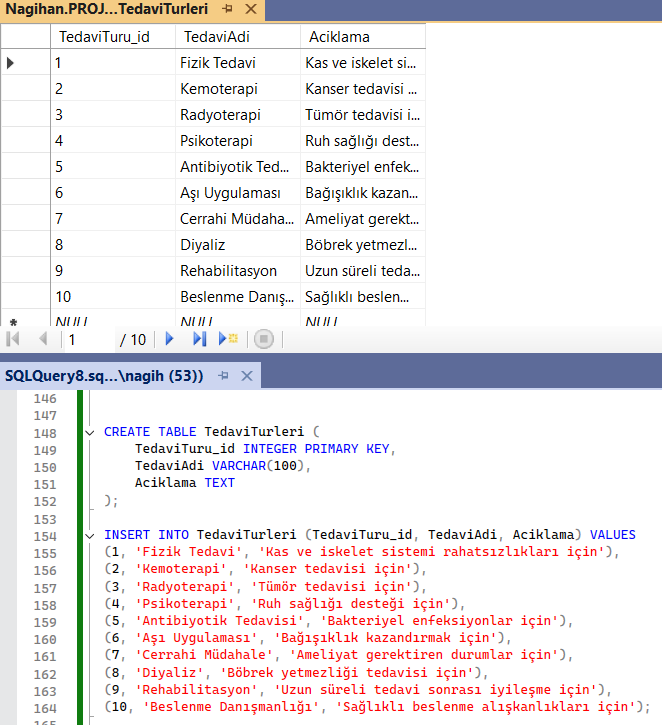 Nagihan.PROJ...TedaviTurleri
TedaviTuru_id TedaviAdi Aciklama
1 Fizik Tedavi Kas ve iskelet si...
2 Kemoterapi Kanser tedavisi ...
3 Radyoterapi Tümör tedavisi i...
4 Psikoterapi Ruh sağlığı dest...
5 Antibiyotik Ted... Bakteriyel enfek...
6 Aşı Uygulaması Bağışıklık kazan...
7 Cerrahi Müdaha... Ameliyat gerekt...
8 Diyaliz Böbrek yetmezl...
9 Rehabilitasyon Uzun süreli teda...
10 Beslenme Danış... Sağlıklı beslen...
NULL NULL NULL
1 / 10
SQLQuery8.sq...\nagih (53))
146
147
148 CREATE TABLE TedaviTurleri (
149 TedaviTuru_id INTEGER PRIMARY KEY,
150 TedaviAdi VARCHAR(100),
151 Aciklama TEXT
152 );
153
154 INSERT INTO TedaviTurleri (TedaviTuru_id, TedaviAdi, Aciklama) VALUES
155 (1, 'Fizik Tedavi', 'Kas ve iskelet sistemi rahatsızlıkları için'),
156 (2, 'Kemoterapi', 'Kanser tedavisi için'),
157 (3, 'Radyoterapi', 'Tümör tedavisi için'),
158 (4, 'Psikoterapi', 'Ruh sağlığı desteği için'),
159 (5, 'Antibiyotik Tedavisi', 'Bakteriyel enfeksiyonlar için'),
160 (6, 'Aşı Uygulaması', 'Bağışıklık kazandırmak için'),
161 (7, 'Cerrahi Müdahale', 'Ameliyat gerektiren durumlar için'),
162 (8, 'Diyaliz', 'Böbrek yetmezliği tedavisi için'),
163 (9, 'Rehabilitasyon', 'Uzun süreli tedavi sonrası iyileşme için'),
164 (10, 'Beslenme Danışmanlığı', 'Sağlıklı beslenme alışkanlıkları için');
165